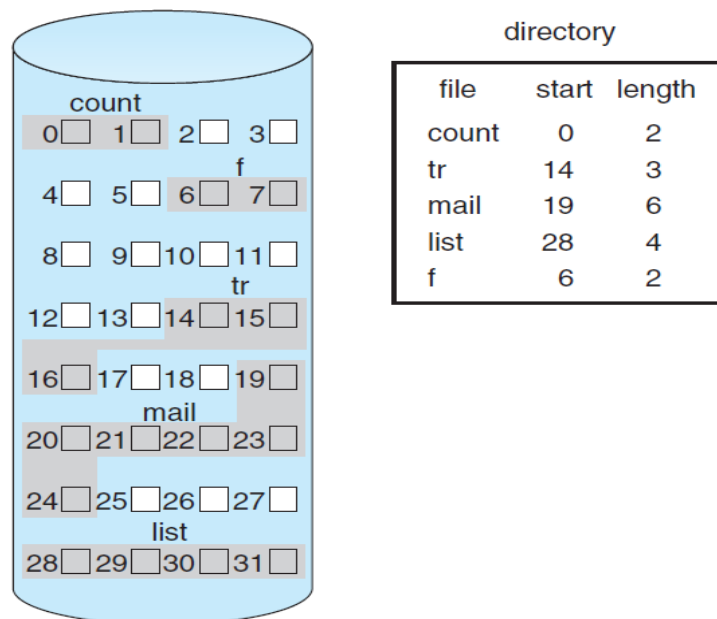 count
0 1 2 3
f
4 5 6 7
8 9 10 11
tr
12 13 14 15
16 17 18 19
mail
20 21 22 23
24 25 26 27
list
28 29 30 31
directory
file start length
count 0 2
tr 14 3
mail 19 6
list 28 4
f 6 2